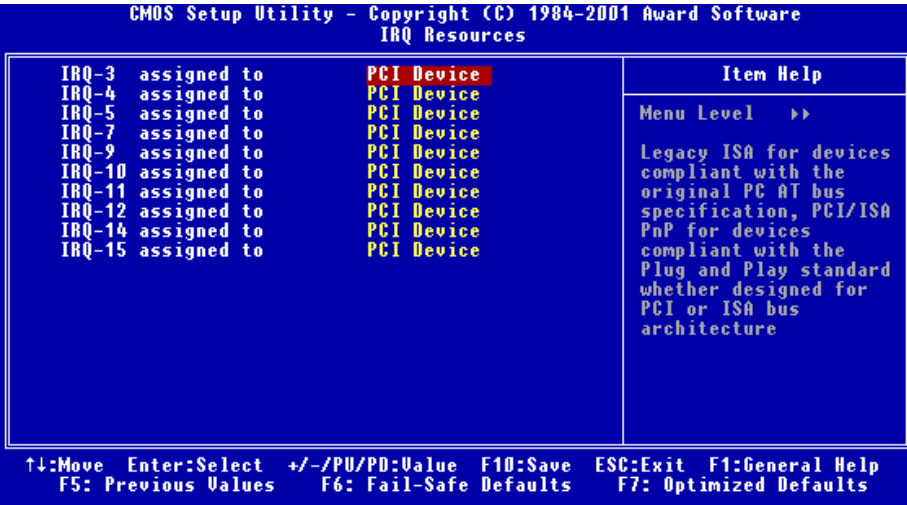 CMOS Setup Utility - Copyright (C) 1984-2001 Award Software
IRQ Resources
IRQ-3 assigned to PCI Device
IRQ-4 assigned to PCI Device
IRQ-5 assigned to PCI Device
IRQ-7 assigned to PCI Device
IRQ-9 assigned to PCI Device
IRQ-10 assigned to PCI Device
IRQ-11 assigned to PCI Device
IRQ-12 assigned to PCI Device
IRQ-14 assigned to PCI Device
IRQ-15 assigned to PCI Device
Item Help
Menu Level ▸▸
Legacy ISA for devices
compliant with the
original PC AT bus
specification, PCI/ISA
PnP for devices
compliant with the
Plug and Play standard
whether designed for
PCI or ISA bus
architecture
↑↓:Move Enter:Select +/-/PU/PD:Value F10:Save ESC:Exit F1:General Help
F5: Previous Values F6: Fail-Safe Defaults F7: Optimized Defaults